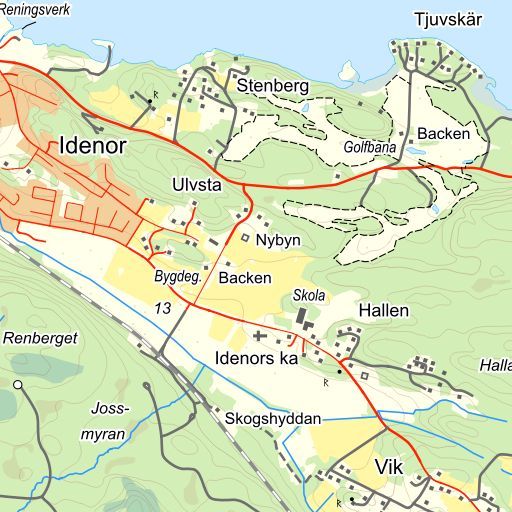 Reningsverk
Tjuvskär
Stenberg
R
Backen
Idenor
Golfbana
Ulvsta
Nybyn
Bygdeg.
Backen
Skola
13
Hallen
Renberget
Idenors ka
Halla
R
Joss-
myran
Skogshyddan
Vik
R